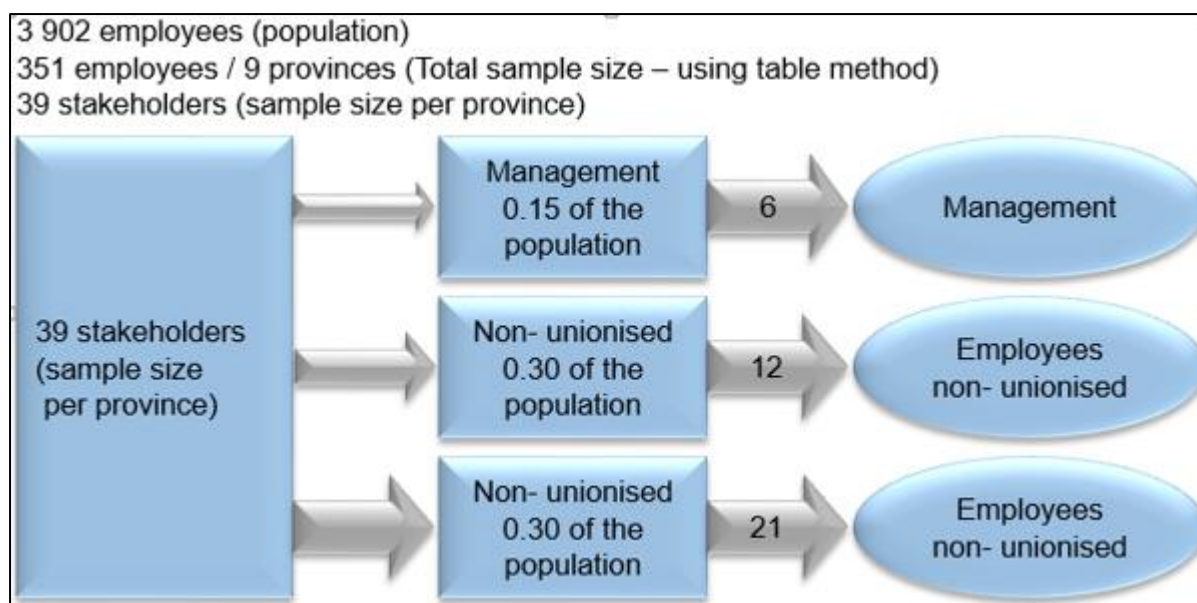 3 902 employees (population)
351 employees / 9 provinces (Total sample size – using table method)
39 stakeholders (sample size per province)
39 stakeholders
(sample size
per province)
Management
0.15 of the
population
6
Management
Non- unionised
0.30 of the
population
12
Employees
non- unionised
Non- unionised
0.30 of the
population
21
Employees
non- unionised